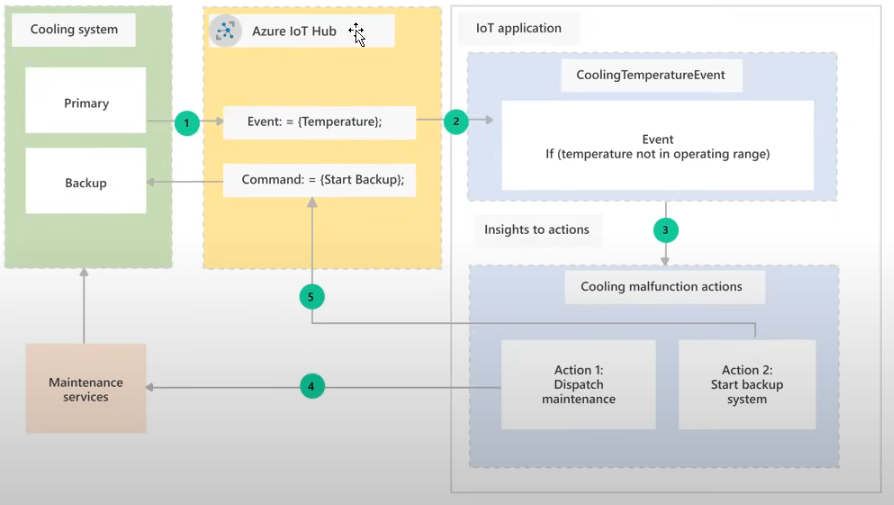 Cooling system
Primary
Backup
Azure IoT Hub
1
Event: = {Temperature};
Command: = {Start Backup};
2
IoT application
CoolingTemperatureEvent
Event
If (temperature not in operating range)
Insights to actions
3
Cooling malfunction actions
Action 1:
Dispatch
maintenance
Action 2:
Start backup
system
5
4
Maintenance
services